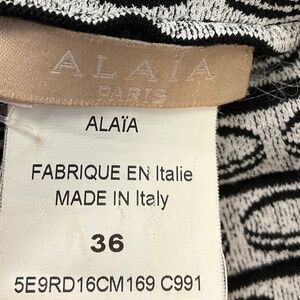 ALAÏA
PARIS
ALAÏA
FABRIQUE EN Italie
MADE IN Italy
36
5E9RD16CM169 C991